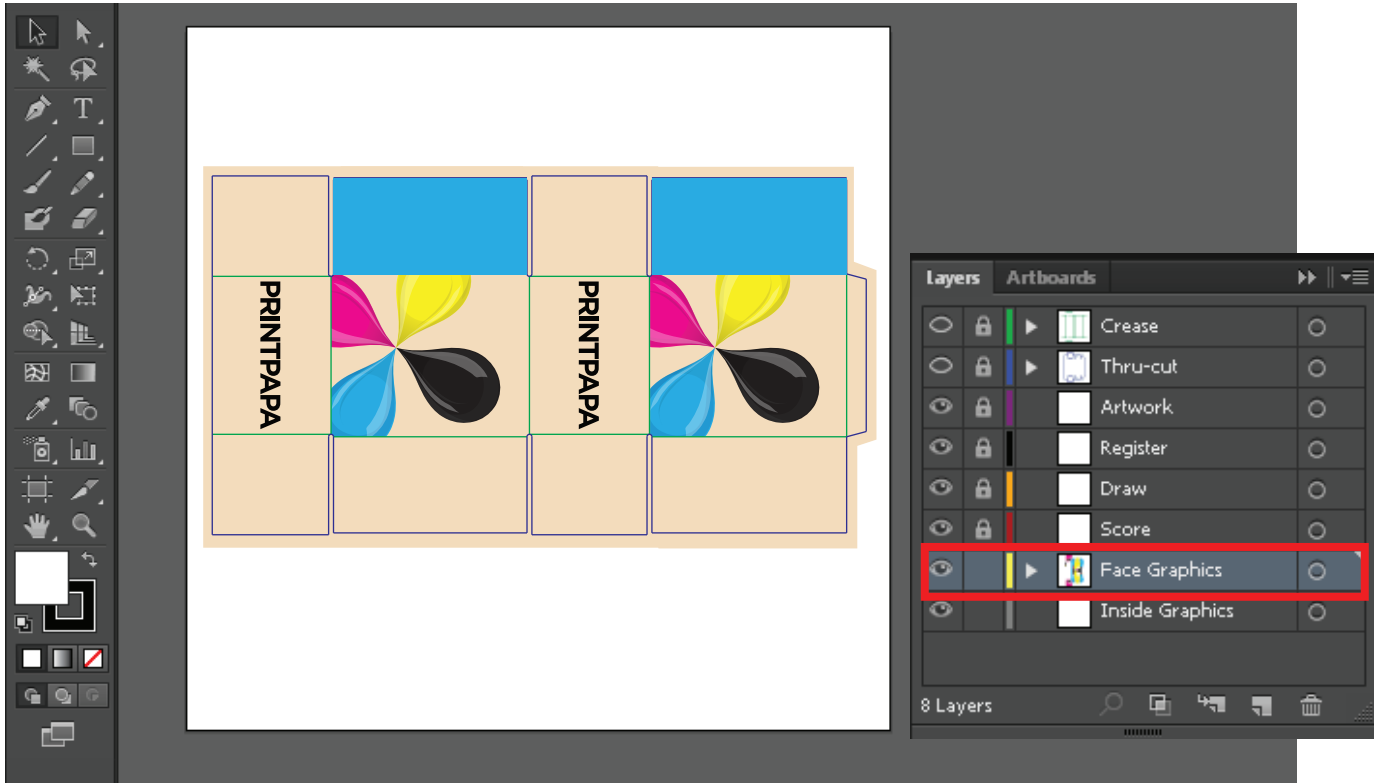 PRINTPAPA
PRINTPAPA
Layers
Artboards
Crease
Thru-cut
Artwork
Register
Draw
Score
Face Graphics
Inside Graphics
8 Layers